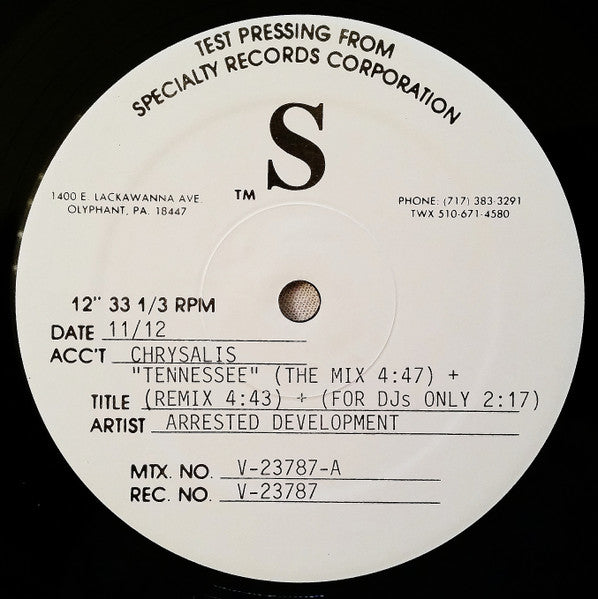 TEST PRESSING FROM
SPECIALTY RECORDS CORPORATION
S
TM
1400 E. LACKAWANNA AVE.
OLYPHANT, PA. 18447
PHONE: (717) 383-3291
TWX 510-671-4580
12" 33 1/3 RPM
DATE 11/12
ACC'T CHRYSALIS
"TENNESSEE" (THE MIX 4:47) +
TITLE (REMIX 4:43) + (FOR DJs ONLY 2:17)
ARTIST ARRESTED DEVELOPMENT
MTX. NO. V-23787-A
REC. NO. V-23787